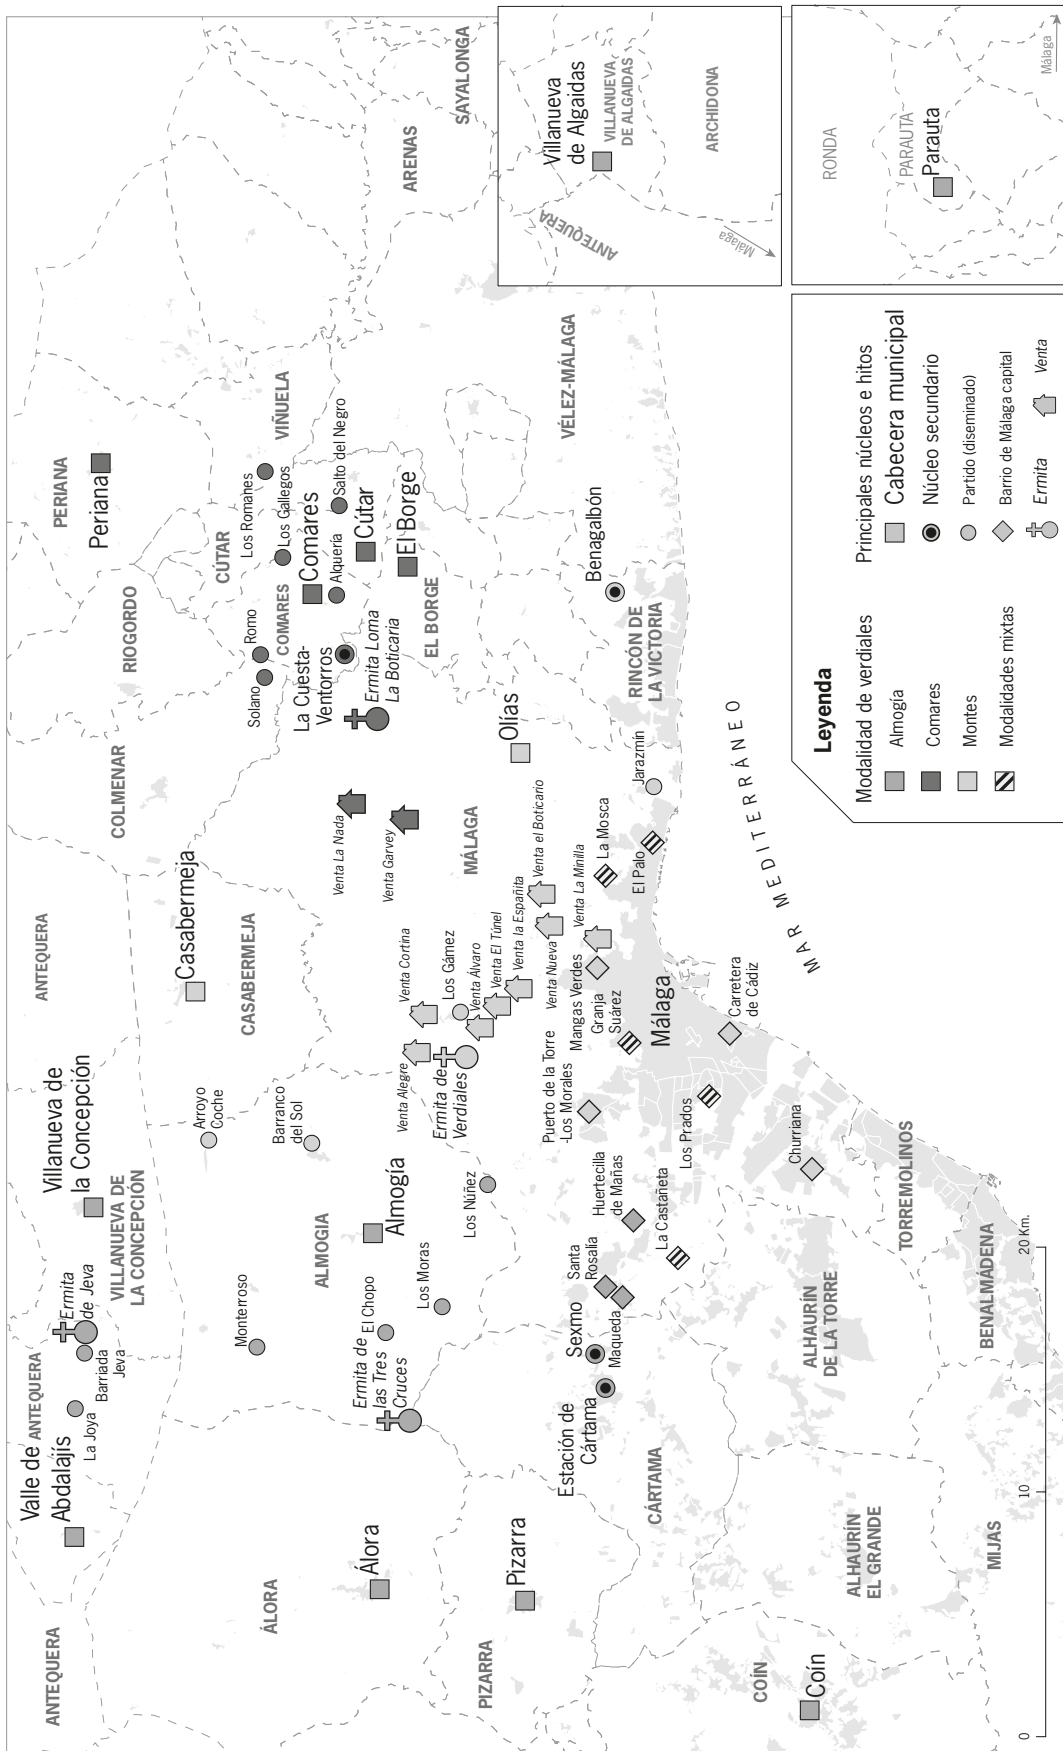 ANTEQUERA
Valle de
Abdalajís
ANTEQUERA
La Joya
Barriada
Jeva
Ermita
de Jeva
Villanueva de
la Concepción
VILLANUEVA DE
LA CONCEPCIÓN
ANTEQUERA
COLMENAR
RIOGORDO
PERIANA
Periana
ÁLORA
Álora
Monterroso
ALMOGIA
Arroyo
Coche
Barranco
del Sol
Casabermeja
CASABERMEJA
Solano
Romo
CÚTAR
Los Romanes
Los Gallegos
VIÑUELA
COMARES
Comares
Alquería
Salto del Negro
Cútar
El Borge
EL BORGE
La Cuesta-
Ventorros
Ermita Loma
La Boticaria
Venta La Nada
Venta Garvey
MÁLAGA
ARENAS
SAYALONGA
Ermita de
las Tres
Cruces
El Chopo
Los Moras
Almogía
Los Núñez
Venta Alegre
Ermita de
Verdiales
Venta Cortina
Los Gámez
Venta Álvaro
Venta El Túnel
Venta la Españita
Venta Nueva
Venta el Boticario
Venta La Minilla
Olías
VÉLEZ-MÁLAGA
Benagalbón
RINCÓN DE
LA VICTORIA
PIZARRA
Pizarra
Estación de
Cártama
CÁRTAMA
Sexmo
Maqueda
Santa
Rosalía
Huertecilla
de Mañas
La Castañeta
Puerto de la Torre
-Los Morales
Mangas Verdes
Granja
Suárez
Málaga
Los Prados
La Mosca
El Palo
Jarazmín
Carretera
de Cádiz
Churriana
MAR MEDITERRÁNEO
COÍN
Coín
ALHAURÍN
EL GRANDE
ALHAURÍN
DE LA TORRE
TORREMOLINOS
BENALMÁDENA
MIJAS
0
10
20 Km.
Villanueva
de Algaidas
VILLANUEVA
DE ALGAIDAS
ANTEQUERA
ARCHIDONA
Málaga
RONDA
PARAUTA
Parauta
Málaga
Leyenda
Modalidad de verdiales
Almogía
Comares
Montes
Modalidades mixtas
Principales núcleos e hitos
Cabecera municipal
Núcleo secundario
Partido (diseminado)
Barrio de Málaga capital
Ermita
Venta